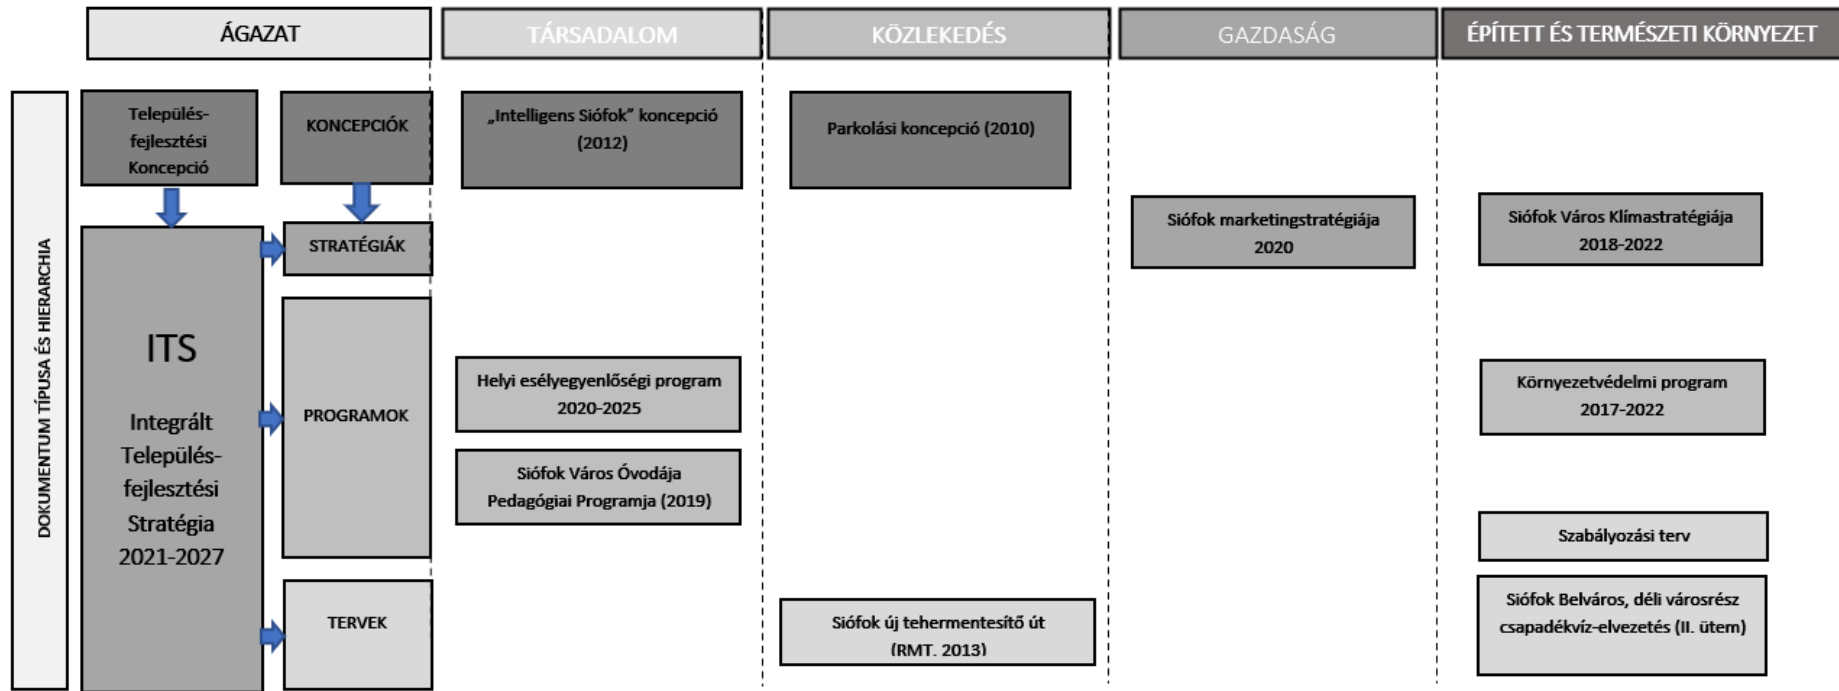 ÁGAZAT
TÁRSADALOM
KÖZLEKEDÉS
GAZDASÁG
ÉPÍTETT ÉS TERMÉSZETI KÖRNYEZET
DOKUMENTUM TÍPUSA ÉS HIERARCHIA
Település-
fejlesztési
Koncepció
KONCEPCIÓK
„Intelligens Siófok” koncepció
(2012)
Parkolási koncepció (2010)
STRATÉGIÁK
Siófok marketingstratégiája
2020
Siófok Város Klímastratégiája
2018-2022
ITS
Integrált
Település-
fejlesztési
Stratégia
2021-2027
PROGRAMOK
Helyi esélyegyenlőségi program
2020-2025
Siófok Város Óvodája
Pedagógiai Programja (2019)
Környezetvédelmi program
2017-2022
TERVEK
Siófok új tehermentesítő út
(RMT. 2013)
Szabályozási terv
Siófok Belváros, déli városrész
csapadékvíz-elvezetés (II. ütem)